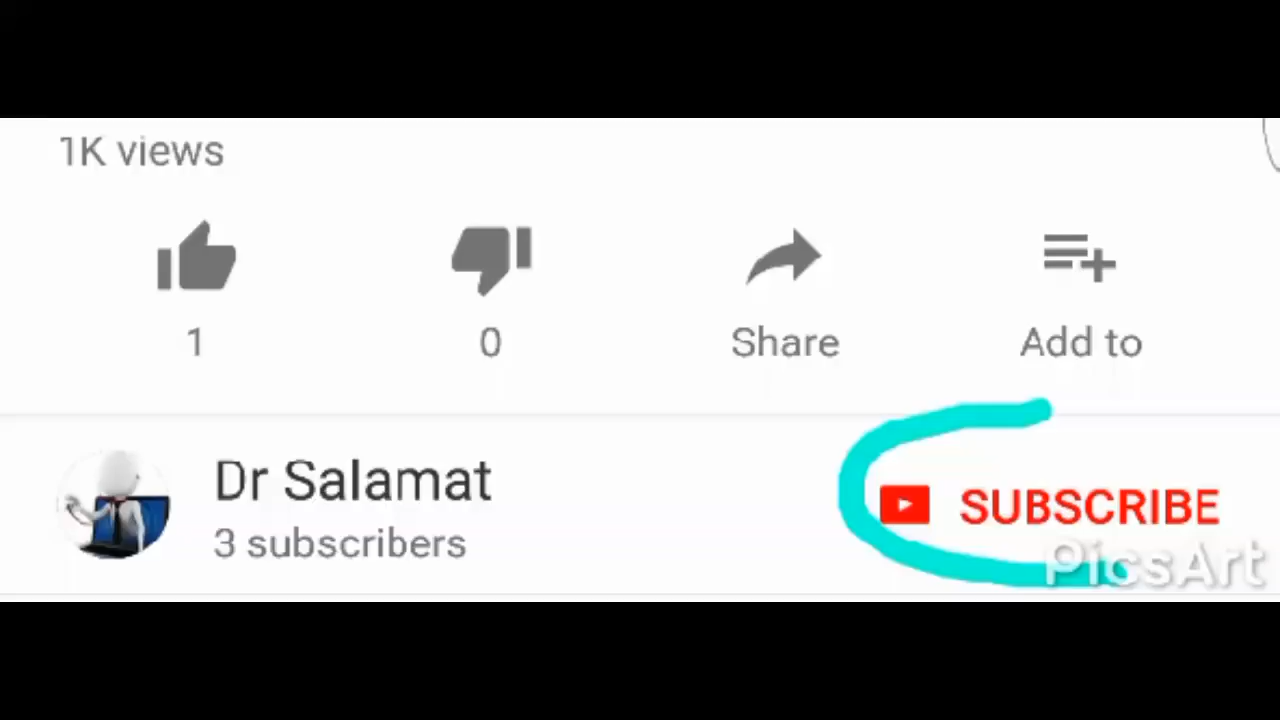 1K views
1 0 Share Add to
Dr Salamat
3 subscribers
SUBSCRIBE
PicsArt